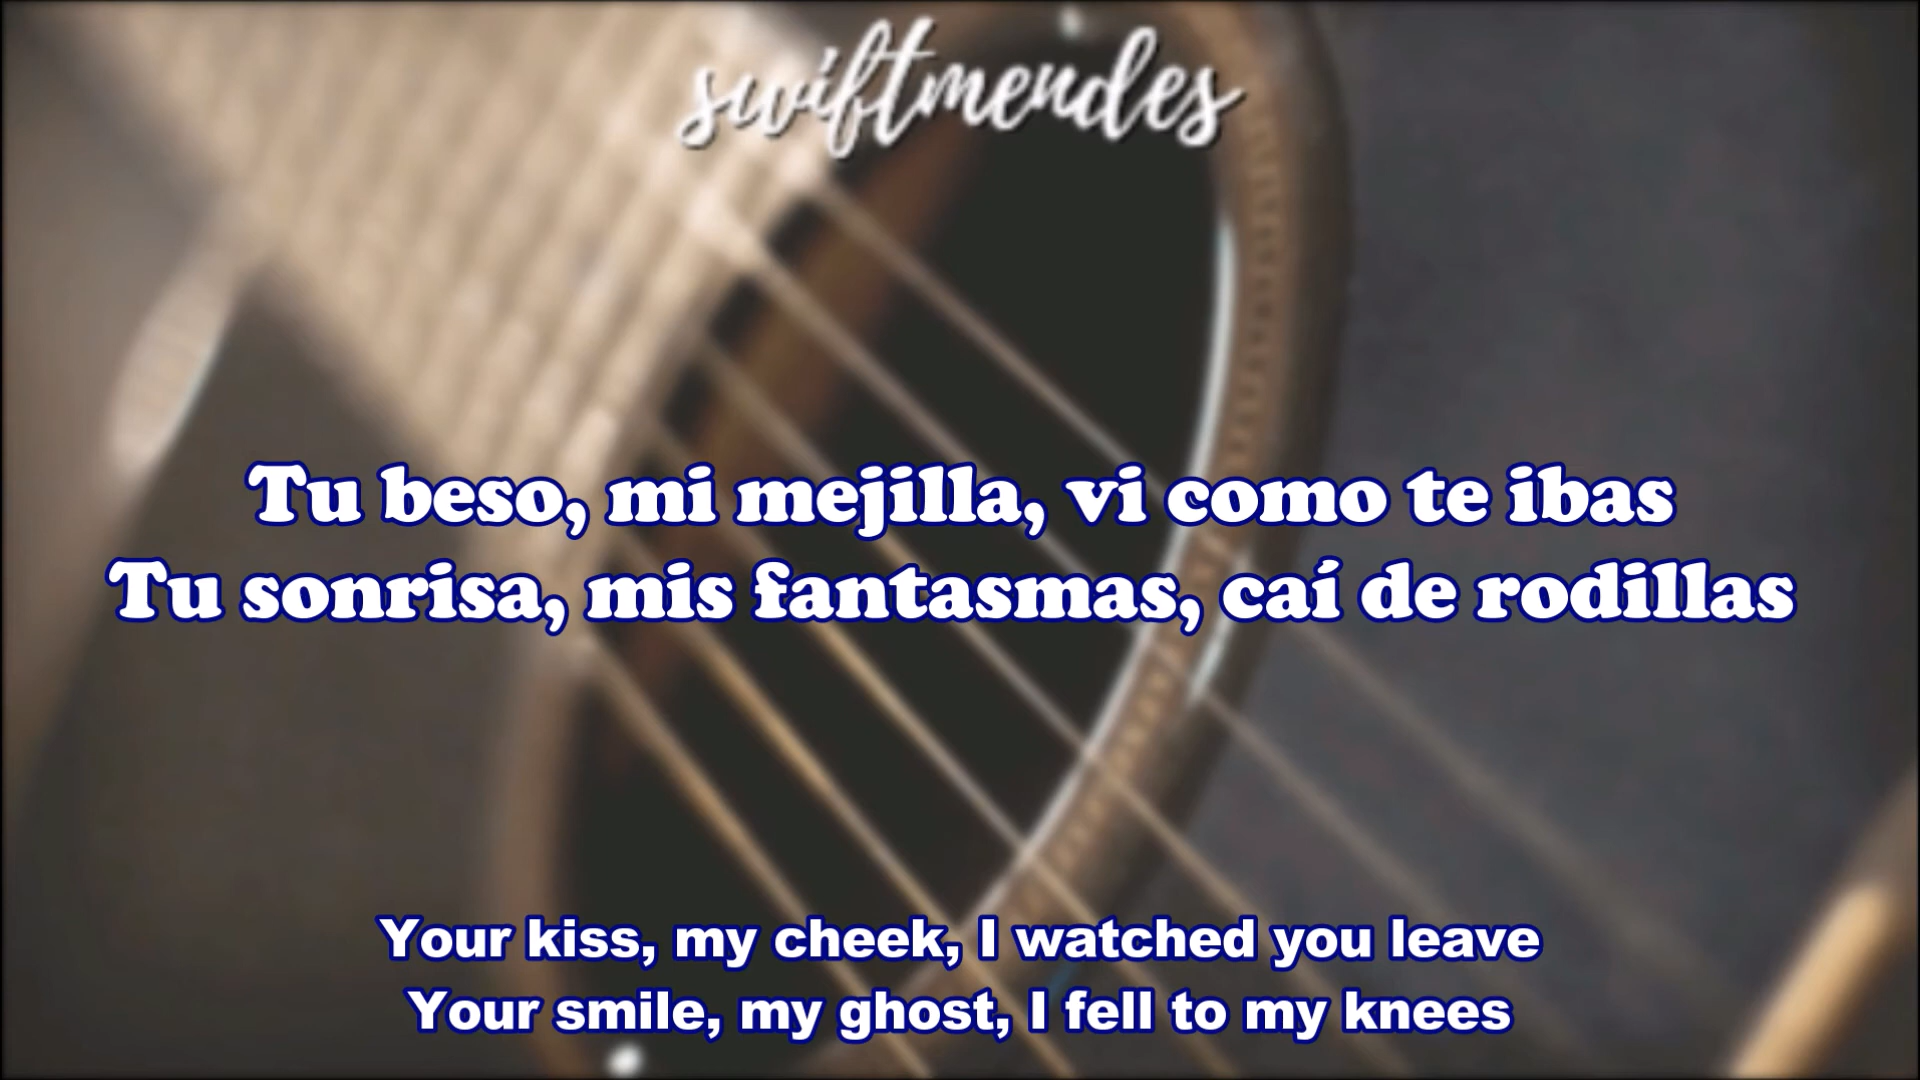 swiftmendes
Tu beso, mi mejilla, vi como te ibas
Tu sonrisa, mis fantasmas, caí de rodillas
Your kiss, my cheek, I watched you leave
Your smile, my ghost, I fell to my knees